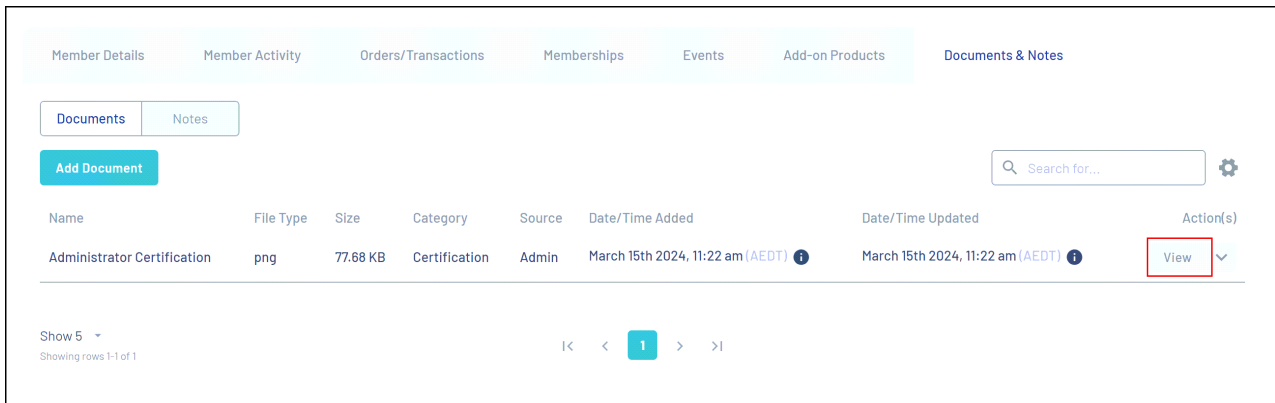 Member Details Member Activity Orders/Transactions Memberships Events Add-on Products Documents & Notes
Documents Notes
Add Document Search for...
Name File Type Size Category Source Date/Time Added Date/Time Updated Action(s)
Administrator Certification png 77.68 KB Certification Admin March 15th 2024, 11:22 am (AEDT) i March 15th 2024, 11:22 am (AEDT) i View
Show 5
Showing rows 1-1 of 1
1